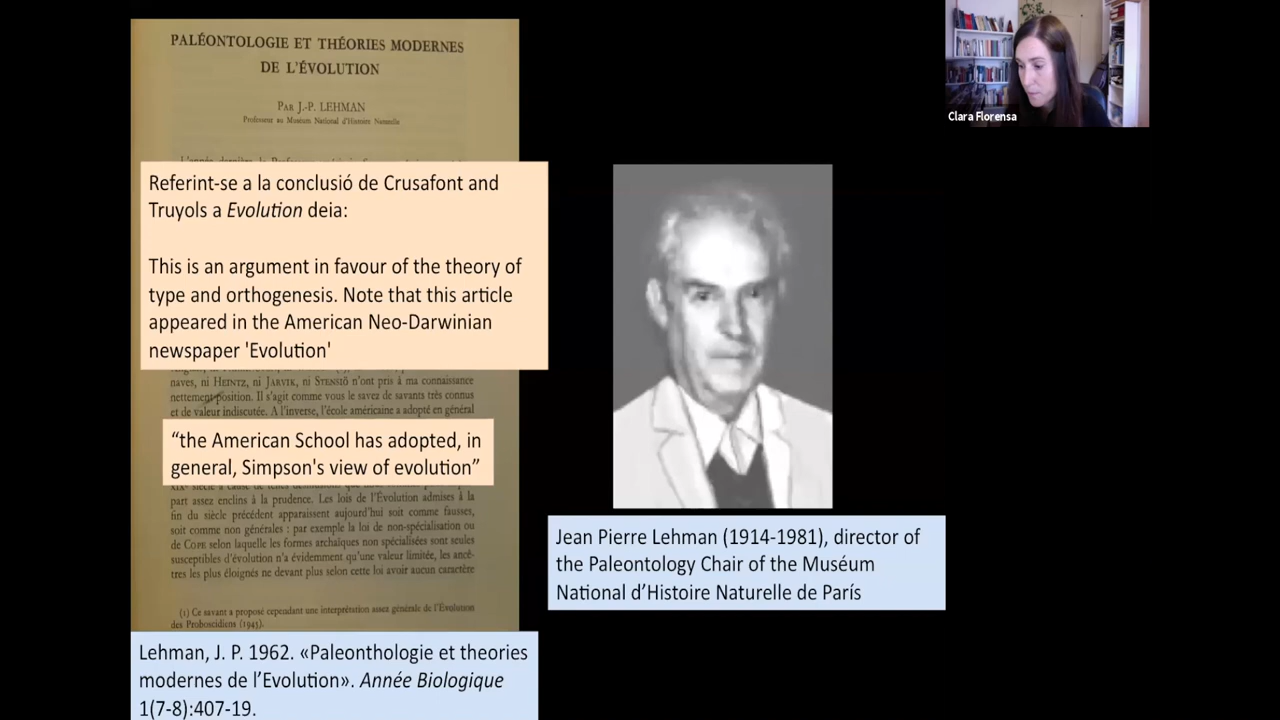 PALÉONTOLOGIE ET THÉORIES MODERNES
DE L'ÉVOLUTION
PAR J.-P. LEHMAN
Professeur au Muséum National d'Histoire Naturelle
Referint-se a la conclusió de Crusafont and
Truyols a Evolution deia:
This is an argument in favour of the theory of
type and orthogenesis. Note that this article
appeared in the American Neo-Darwinian
newspaper 'Evolution'
naves, ni HEINTZ, ni JARVIK, ni STENSIÖ n'ont pris à ma connaissance
nettement position. Il s'agit comme vous le savez de savants très connus
et de valeur indiscutée. A l'inverse, l'école américaine a adopté en général
“the American School has adopted, in
general, Simpson's view of evolution”
part assez enclins à la prudence. Les lois de l'Évolution admises à la
fin du siècle précédent apparaissent aujourd'hui soit comme fausses,
soit comme non générales : par exemple la loi de non-spécialisation ou
de COPE selon laquelle les formes archaïques non spécialisées sont seules
susceptibles d'évolution n'a évidemment qu'une valeur limitée, les ancê-
tres les plus éloignés ne devant plus selon cette loi avoir aucun caractère
(1) Ce savant a proposé cependant une interprétation assez générale de l'Évolution
des Proboscidiens (1943).
Lehman, J. P. 1962. «Paleonthologie et theories
modernes de l’Evolution». Année Biologique
1(7-8):407-19.
Jean Pierre Lehman (1914-1981), director of
the Paleontology Chair of the Muséum
National d’Histoire Naturelle de París
Clara Florensa